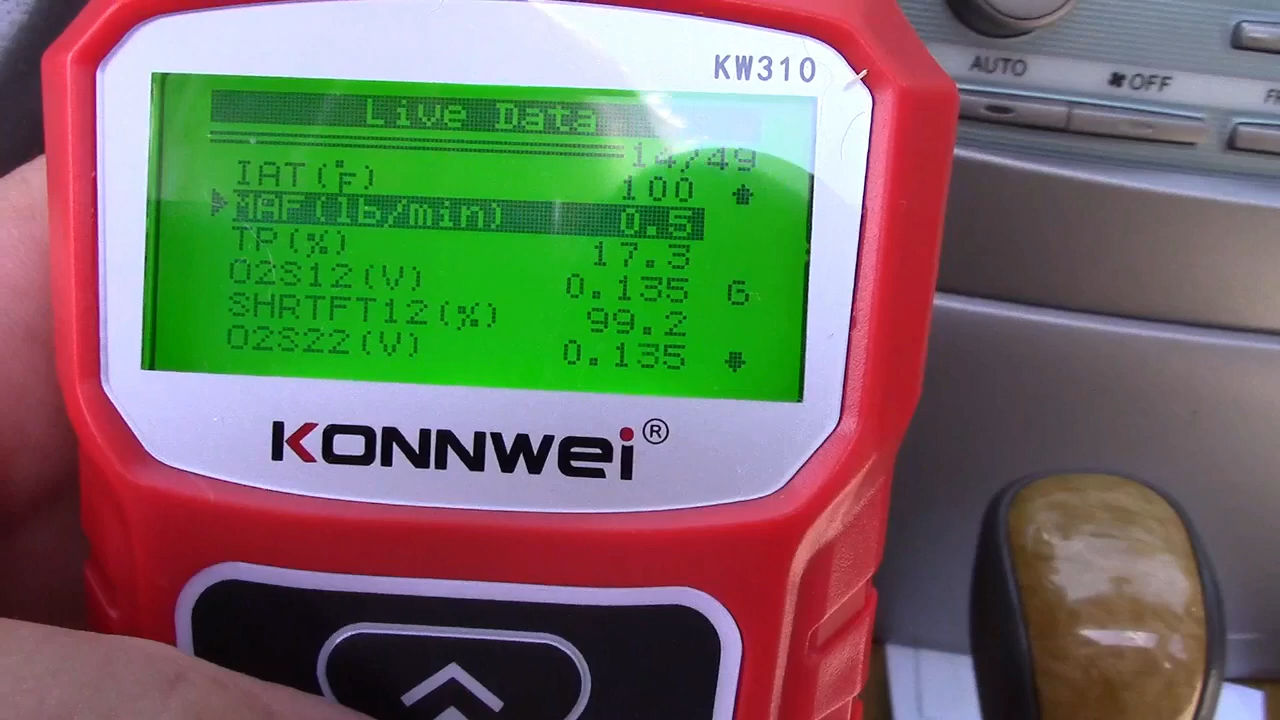 KW310
Live Data
14/49
IAT(°F) 100
MAF(lb/min) 0.5
TP(%) 17.3
O2S12(V) 0.135 6
SHRTFT12(%) 99.2
O2S22(V) 0.135
KONNWEI®
AUTO
OFF